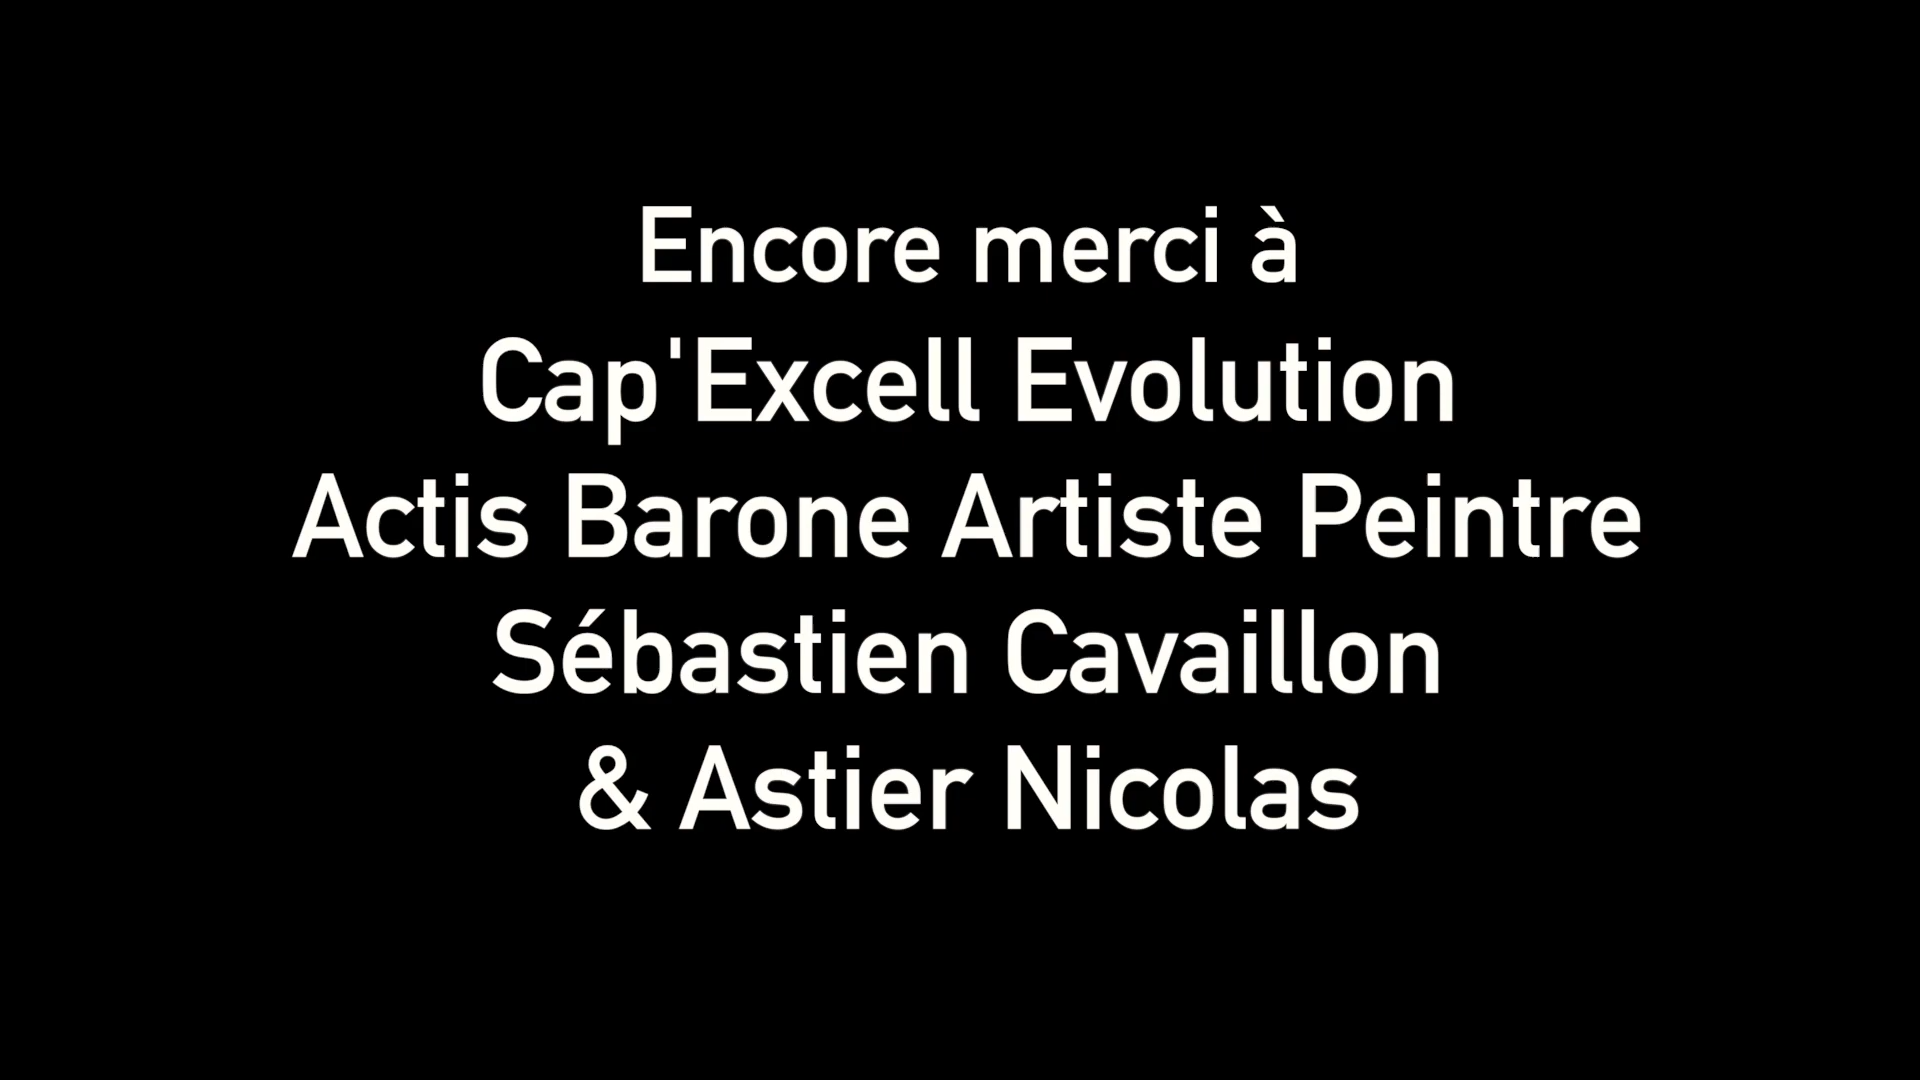 Encore merci à
Cap'Excell Evolution
Actis Barone Artiste Peintre
Sébastien Cavaillon
& Astier Nicolas